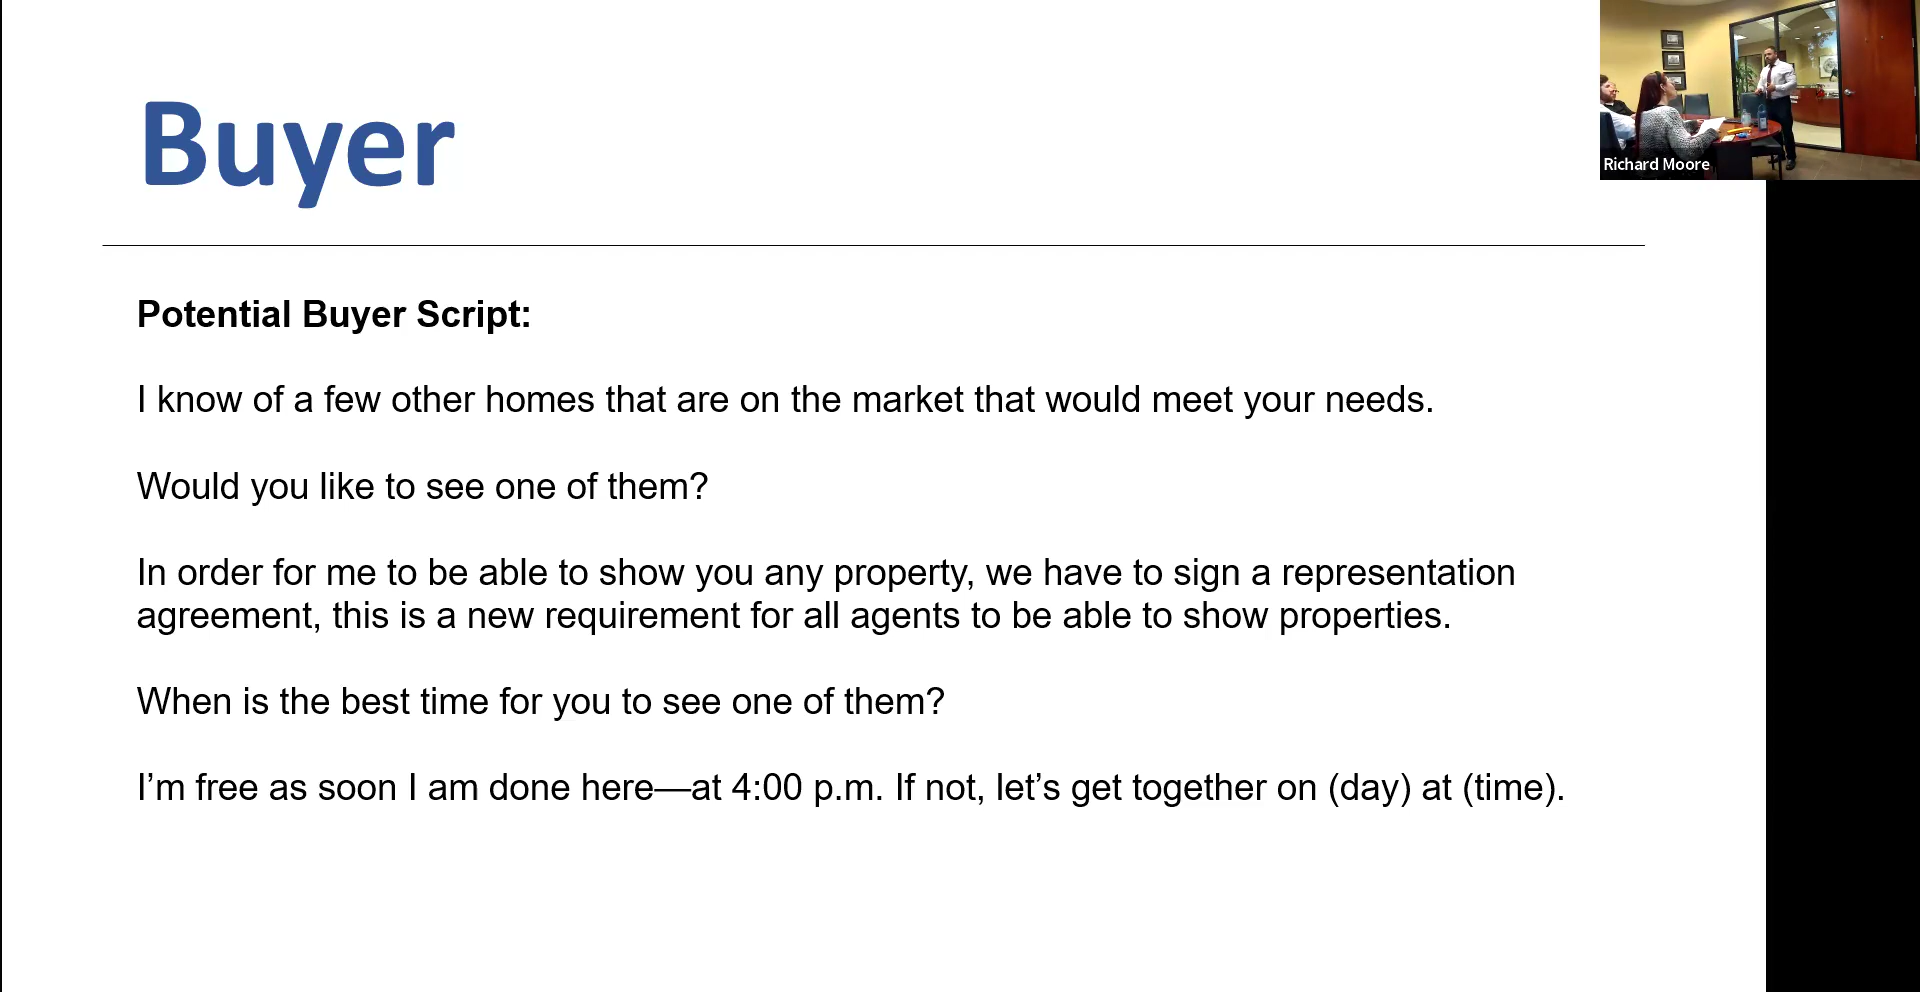 Buyer
Richard Moore
Potential Buyer Script:
I know of a few other homes that are on the market that would meet your needs.
Would you like to see one of them?
In order for me to be able to show you any property, we have to sign a representation
agreement, this is a new requirement for all agents to be able to show properties.
When is the best time for you to see one of them?
I’m free as soon I am done here—at 4:00 p.m. If not, let’s get together on (day) at (time).